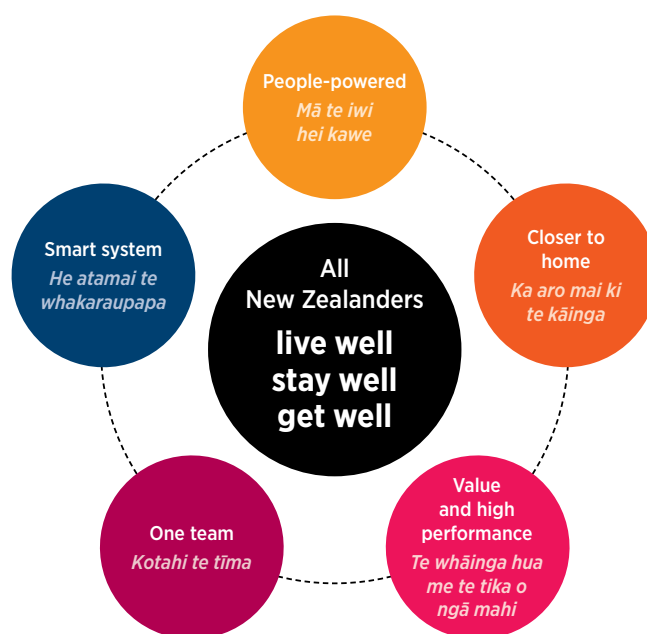 People-powered
Mā te iwi
hei kawe
Closer to
home
Ka aro mai ki
te kāinga
Value
and high
performance
Te whāinga hua
me te tika o
ngā mahi
One team
Kotahi te tīma
Smart system
He atamai te
whakaraupapa
All
New Zealanders
live well
stay well
get well